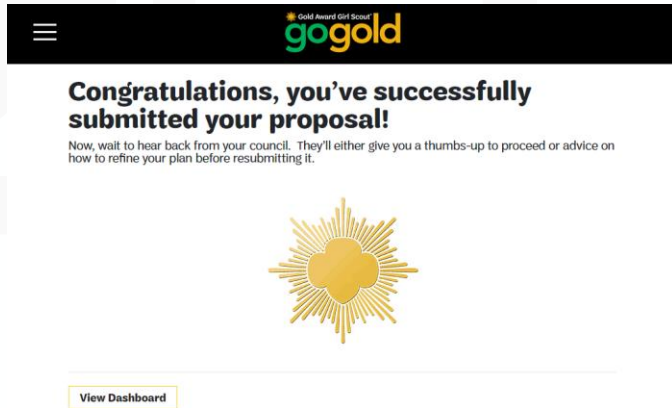 Gold Award Girl Scout
gogold
Congratulations, you've successfully
submitted your proposal!
Now, wait to hear back from your council. They'll either give you a thumbs-up to proceed or advice on
how to refine your plan before resubmitting it.
View Dashboard